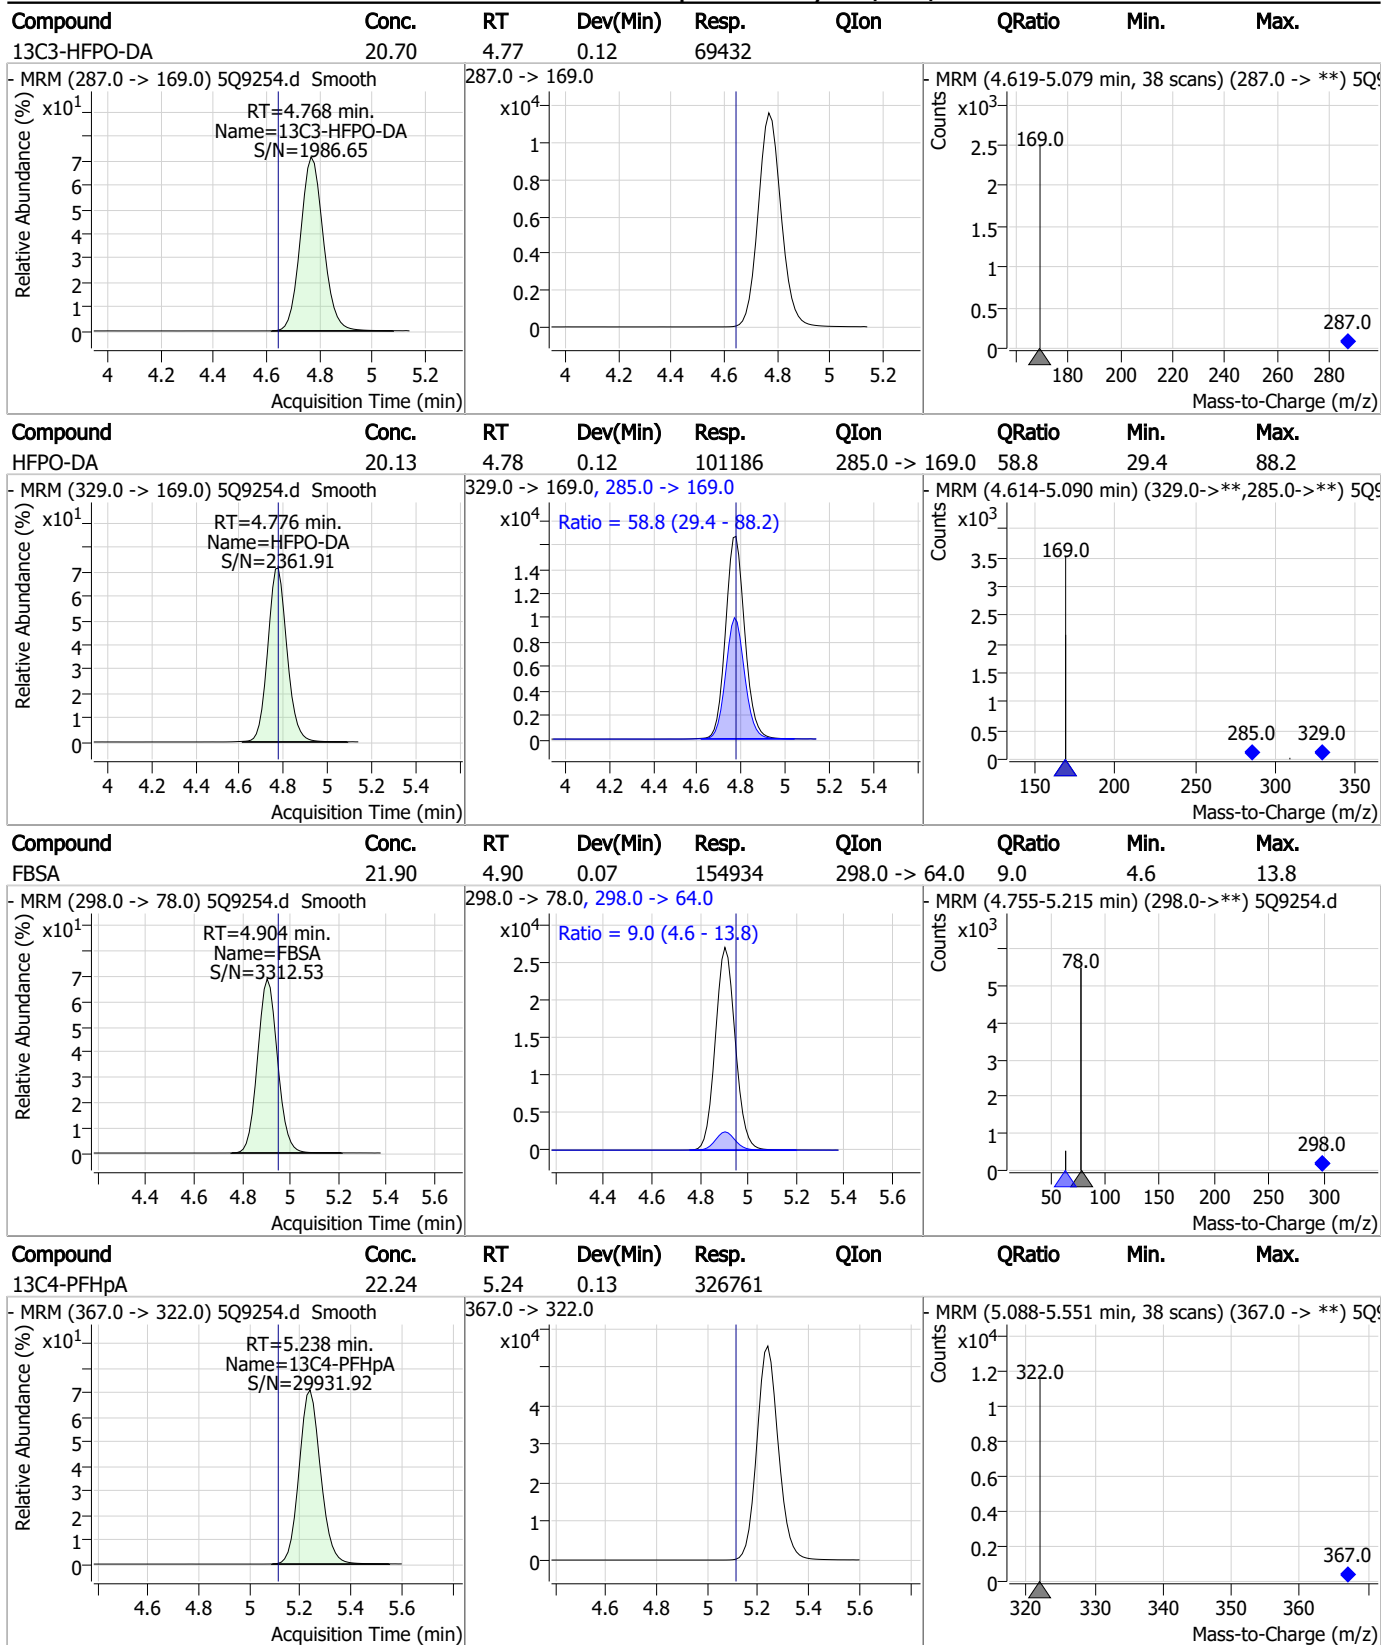 Compound Conc. RT Dev(Min) Resp. QIon QRatio Min. Max.
13C3-HFPO-DA 20.70 4.77 0.12 69432
- MRM (287.0 -> 169.0) 5Q9254.d Smooth
287.0 -> 169.0
- MRM (4.619-5.079 min, 38 scans) (287.0 -> **) 5Q9
Relative Abundance (%)
x10¹
RT=4.768 min.
Name=13C3-HFPO-DA
S/N=1986.65
7
6
5
4
3
2
1
0
4 4.2 4.4 4.6 4.8 5 5.2
Acquisition Time (min)
x10⁴
1
0.8
0.6
0.4
0.2
0
4 4.2 4.4 4.6 4.8 5 5.2
Counts
x10³
169.0
2.5
2
1.5
1
0.5
0
287.0
180 200 220 240 260 280
Mass-to-Charge (m/z)
Compound Conc. RT Dev(Min) Resp. QIon QRatio Min. Max.
HFPO-DA 20.13 4.78 0.12 101186 285.0 -> 169.0 58.8 29.4 88.2
- MRM (329.0 -> 169.0) 5Q9254.d Smooth
329.0 -> 169.0, 285.0 -> 169.0
- MRM (4.614-5.090 min) (329.0->**,285.0->**) 5Q9
Relative Abundance (%)
x10¹
RT=4.776 min.
Name=HFPO-DA
S/N=2361.91
7
6
5
4
3
2
1
0
4 4.2 4.4 4.6 4.8 5 5.2 5.4
Acquisition Time (min)
x10⁴
Ratio = 58.8 (29.4 - 88.2)
1.4
1.2
1
0.8
0.6
0.4
0.2
0
4 4.2 4.4 4.6 4.8 5 5.2 5.4
Counts
x10³
169.0
3.5
3
2.5
2
1.5
1
0.5
0
285.0 329.0
150 200 250 300 350
Mass-to-Charge (m/z)
Compound Conc. RT Dev(Min) Resp. QIon QRatio Min. Max.
FBSA 21.90 4.90 0.07 154934 298.0 -> 64.0 9.0 4.6 13.8
- MRM (298.0 -> 78.0) 5Q9254.d Smooth
298.0 -> 78.0, 298.0 -> 64.0
- MRM (4.755-5.215 min) (298.0->**) 5Q9254.d
Relative Abundance (%)
x10¹
RT=4.904 min.
Name=FBSA
S/N=3312.53
7
6
5
4
3
2
1
0
4.4 4.6 4.8 5 5.2 5.4 5.6
Acquisition Time (min)
x10⁴
Ratio = 9.0 (4.6 - 13.8)
2.5
2
1.5
1
0.5
0
4.4 4.6 4.8 5 5.2 5.4 5.6
Counts
x10³
78.0
5
4
3
2
1
0
298.0
50 100 150 200 250 300
Mass-to-Charge (m/z)
Compound Conc. RT Dev(Min) Resp. QIon QRatio Min. Max.
13C4-PFHpA 22.24 5.24 0.13 326761
- MRM (367.0 -> 322.0) 5Q9254.d Smooth
367.0 -> 322.0
- MRM (5.088-5.551 min, 38 scans) (367.0 -> **) 5Q9
Relative Abundance (%)
x10¹
RT=5.238 min.
Name=13C4-PFHpA
S/N=29931.92
7
6
5
4
3
2
1
0
4.6 4.8 5 5.2 5.4 5.6
Acquisition Time (min)
x10⁴
4
3
2
1
0
4.6 4.8 5 5.2 5.4 5.6
Counts
x10⁴
1.2
322.0
1
0.8
0.6
0.4
0.2
0
367.0
320 330 340 350 360
Mass-to-Charge (m/z)